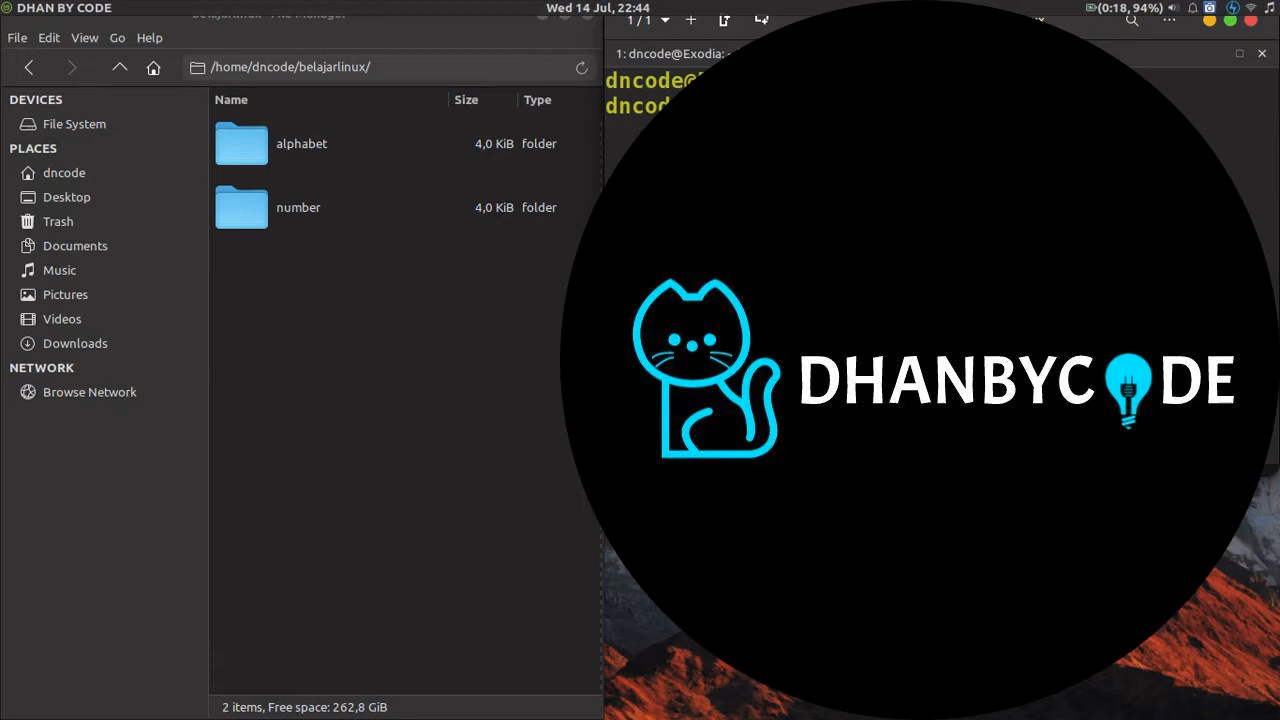 DHAN BY CODE
Wed 14 Jul, 22:44
(0:18, 94%)
File Edit View Go Help
/home/dncode/belajarlinux/
DEVICES
File System
PLACES
dncode
Desktop
Trash
Documents
Music
Pictures
Videos
Downloads
NETWORK
Browse Network
Name Size Type
alphabet 4,0 KiB folder
number 4,0 KiB folder
2 items, Free space: 262,8 GiB
1 / 1
1: dncode@Exodia:
dncode@
dncod
DHANBYCODE